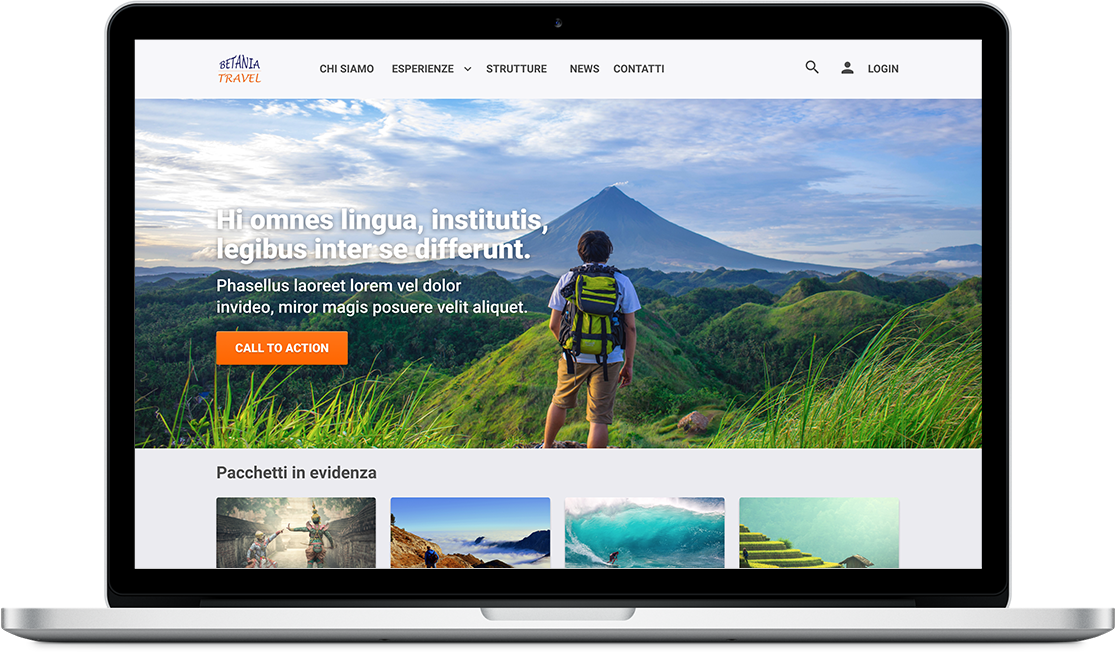 BETANIA
TRAVEL
CHI SIAMO ESPERIENZE STRUTTURE NEWS CONTATTI LOGIN
Hi omnes lingua, institutis,
legibus inter se differunt.
Phasellus laoreet lorem vel dolor
invideo, miror magis posuere velit aliquet.
CALL TO ACTION
Pacchetti in evidenza